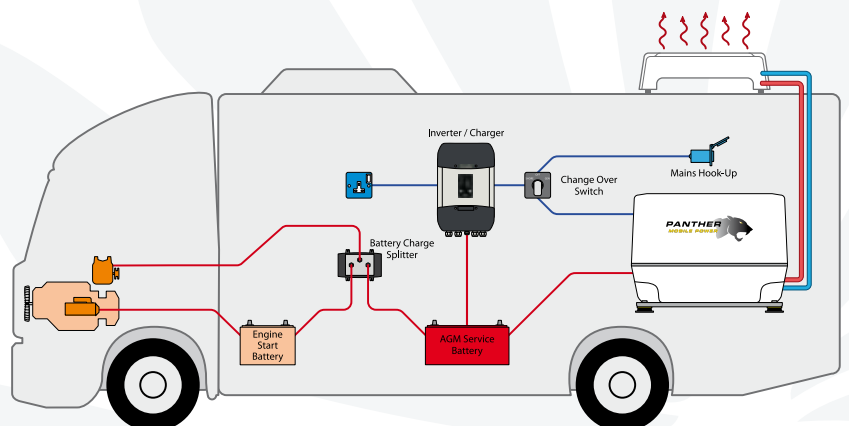 Inverter / Charger
Mains Hook-Up
Change Over
Switch
PANTHER
MOBILE POWER
Battery Charge
Splitter
Engine
Start
Battery
AGM Service
Battery